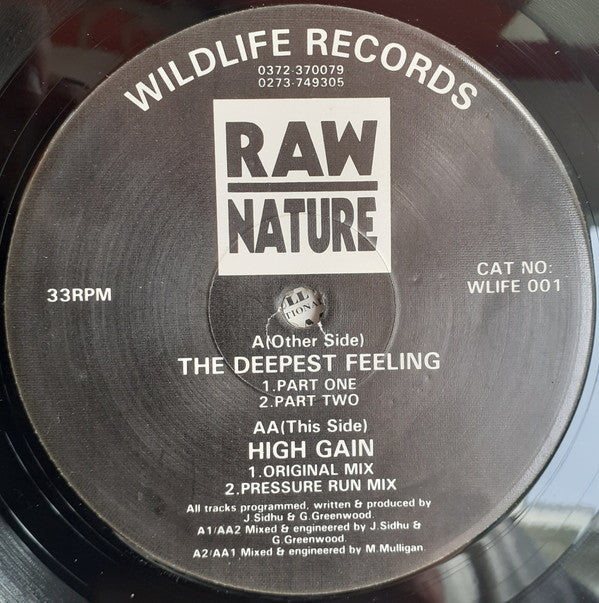 WILDLIFE RECORDS
0372-370079
0273-749305
RAW
NATURE
33RPM
CAT NO:
WLIFE 001
A(Other Side)
THE DEEPEST FEELING
1.PART ONE
2.PART TWO
AA(This Side)
HIGH GAIN
1.ORIGINAL MIX
2.PRESSURE RUN MIX
All tracks programmed, written & produced by
J.Sidhu & G.Greenwood.
A1/AA2 Mixed & engineered by J.Sidhu &
G.Greenwood.
A2/AA1 Mixed & engineered by M.Mulligan.